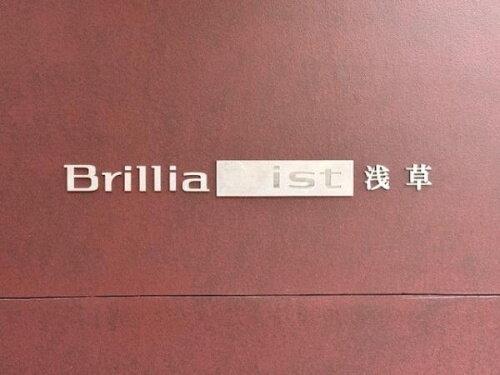 Brillia ist 浅草